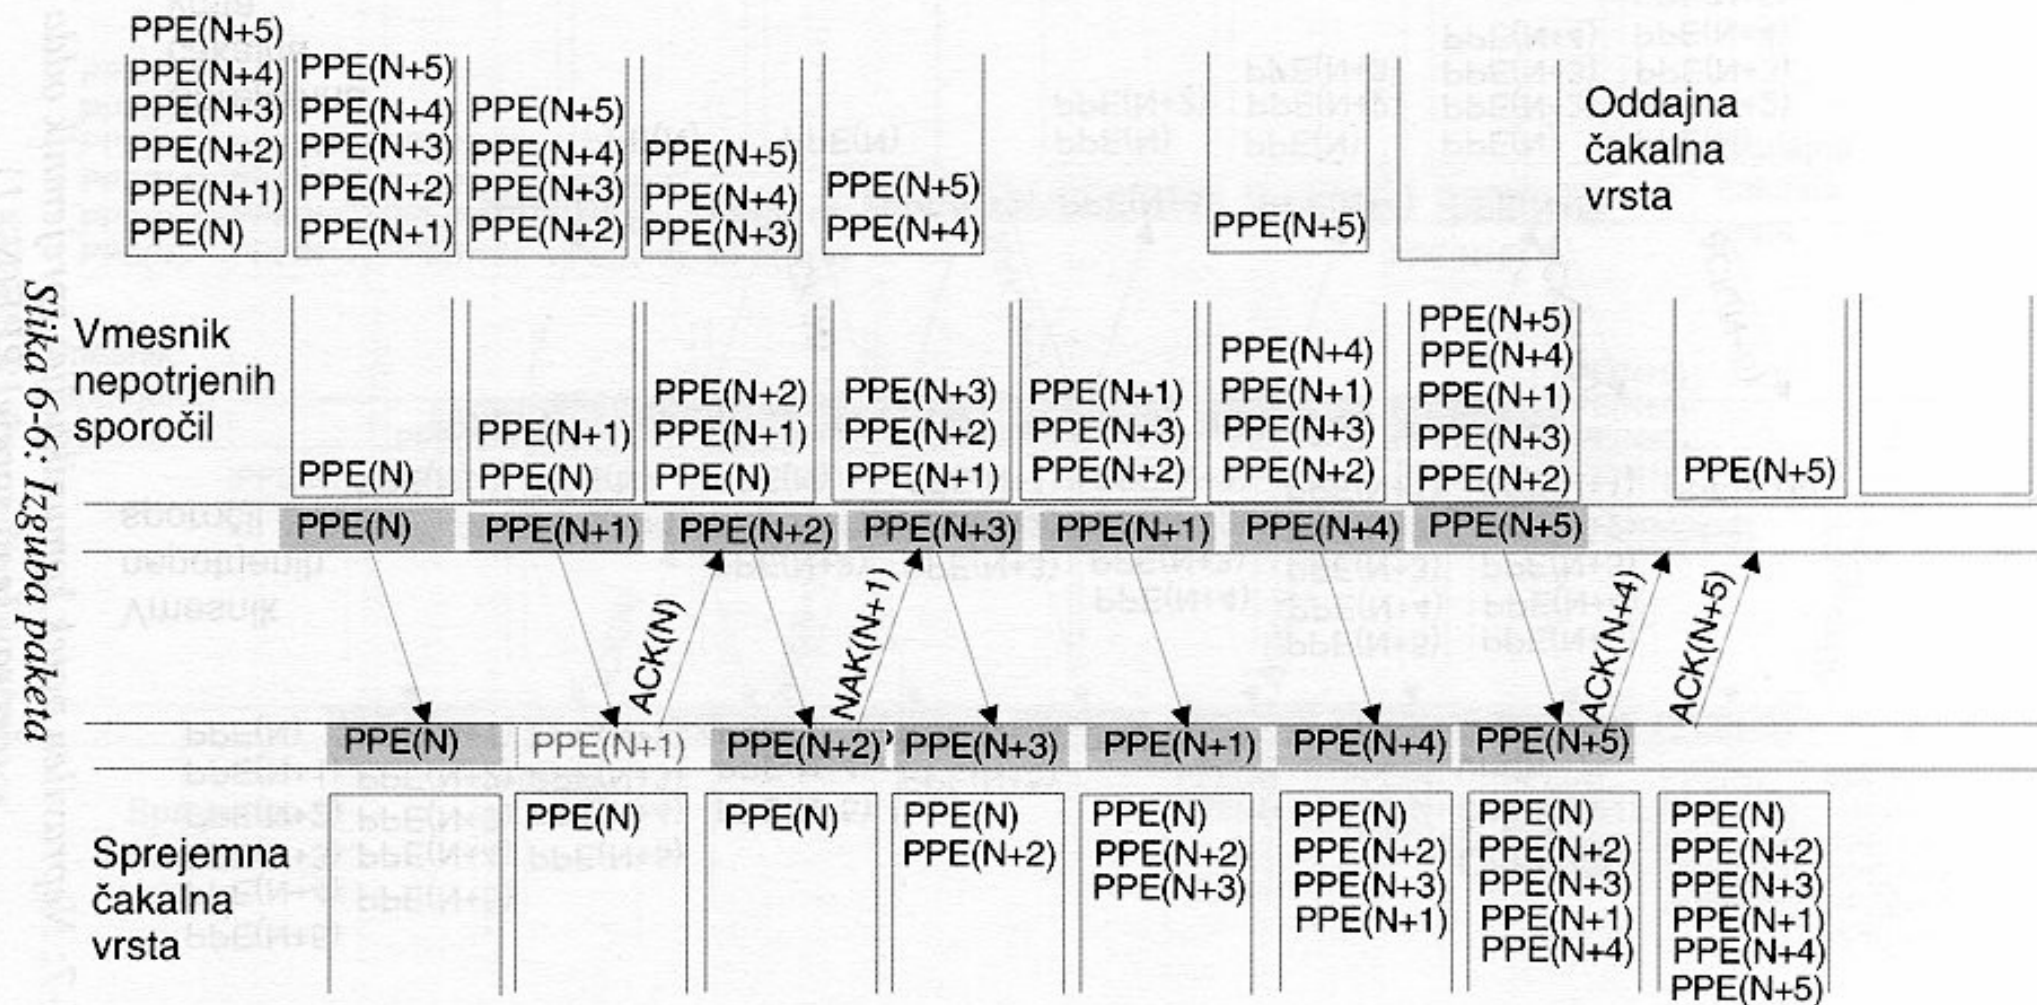 PPE(N+5)
PPE(N+4)
PPE(N+3)
PPE(N+2)
PPE(N+1)
PPE(N)
PPE(N+5)
PPE(N+4)
PPE(N+3)
PPE(N+2)
PPE(N+1)
PPE(N+5)
PPE(N+4)
PPE(N+3)
PPE(N+2)
PPE(N+5)
PPE(N+4)
PPE(N+3)
PPE(N+5)
PPE(N+4)
PPE(N+5)
Oddajna
čakalna
vrsta
Vmesnik
nepotrjenih
sporočil
PPE(N)
PPE(N+1)
PPE(N)
PPE(N+2)
PPE(N+1)
PPE(N)
PPE(N+3)
PPE(N+2)
PPE(N+1)
PPE(N+1)
PPE(N+3)
PPE(N+2)
PPE(N+4)
PPE(N+1)
PPE(N+3)
PPE(N+2)
PPE(N+5)
PPE(N+4)
PPE(N+1)
PPE(N+3)
PPE(N+2)
PPE(N+5)
PPE(N) PPE(N+1) PPE(N+2) PPE(N+3) PPE(N+1) PPE(N+4) PPE(N+5)
ACK(N)
NAK(N+1)
ACK(N+4)
ACK(N+5)
PPE(N) PPE(N+1) PPE(N+2) PPE(N+3) PPE(N+1) PPE(N+4) PPE(N+5)
Sprejemna
čakalna
vrsta
PPE(N)
PPE(N)
PPE(N)
PPE(N+2)
PPE(N)
PPE(N+2)
PPE(N+3)
PPE(N)
PPE(N+2)
PPE(N+3)
PPE(N+1)
PPE(N)
PPE(N+2)
PPE(N+3)
PPE(N+1)
PPE(N+4)
PPE(N)
PPE(N+2)
PPE(N+3)
PPE(N+1)
PPE(N+4)
PPE(N+5)
Slika 6-6: Izguba paketa